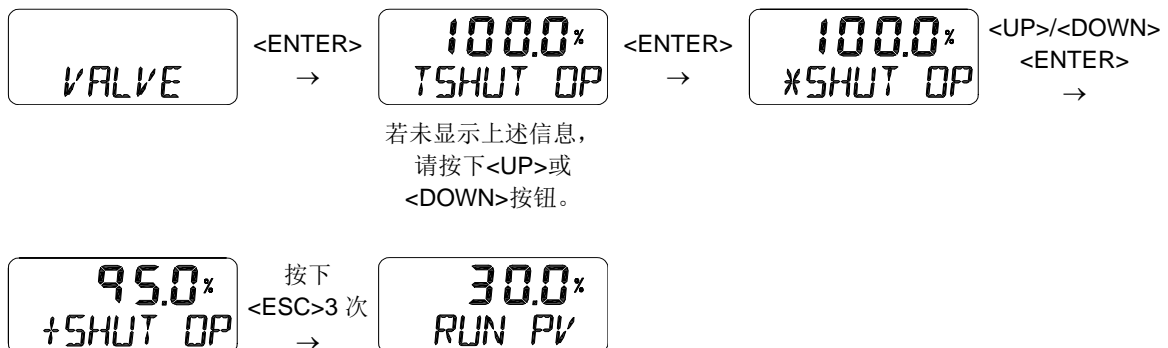 VALVE
<ENTER>
→
100.0%
TSHUT OP
<ENTER>
→
100.0%
*SHUT OP
<UP>/<DOWN>
<ENTER>
→
若未显示上述信息，
请按下<UP>或
<DOWN>按钮。
95.0%
+SHUT OP
按下
<ESC>3 次
→
30.0%
RUN PV